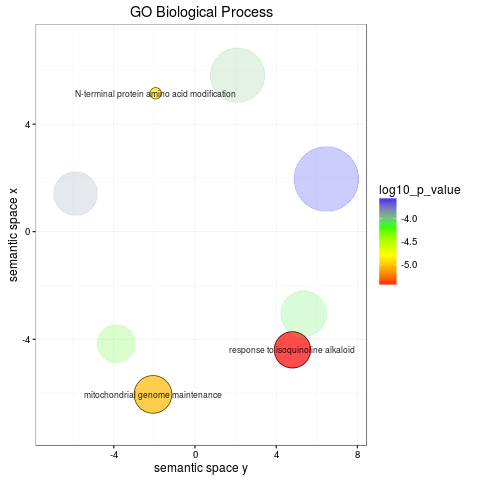 GO Biological Process
N-terminal protein amino acid modification
response to isoquinoline alkaloid
mitochondrial genome maintenance
4
0
-4
-4
0
4
8
semantic space x
semantic space y
log10_p_value
-4.0
-4.5
-5.0